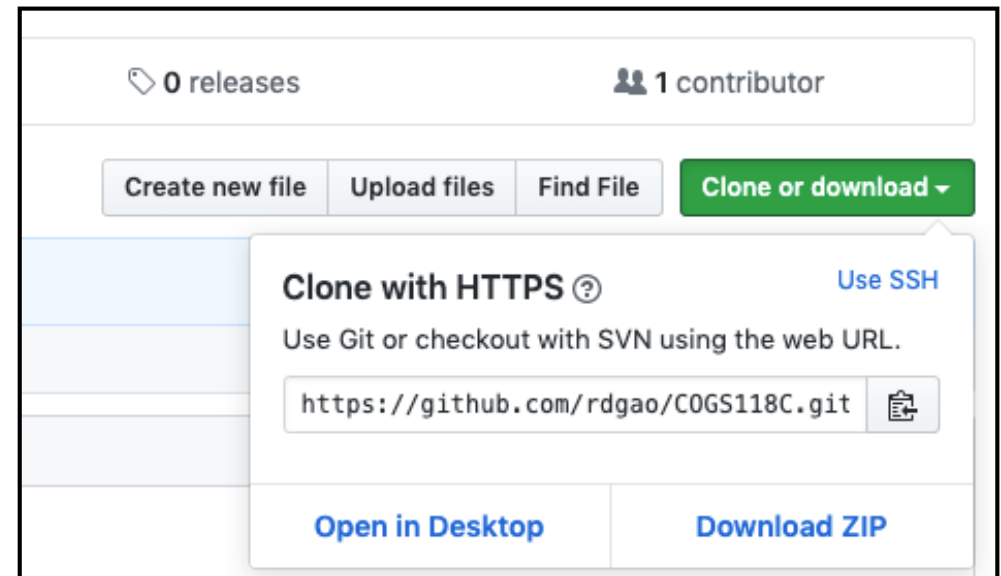 0 releases
1 contributor
Create new file
Upload files
Find File
Clone or download
Clone with HTTPS
Use SSH
Use Git or checkout with SVN using the web URL.
https://github.com/rdgao/COGS118C.git
Open in Desktop
Download ZIP